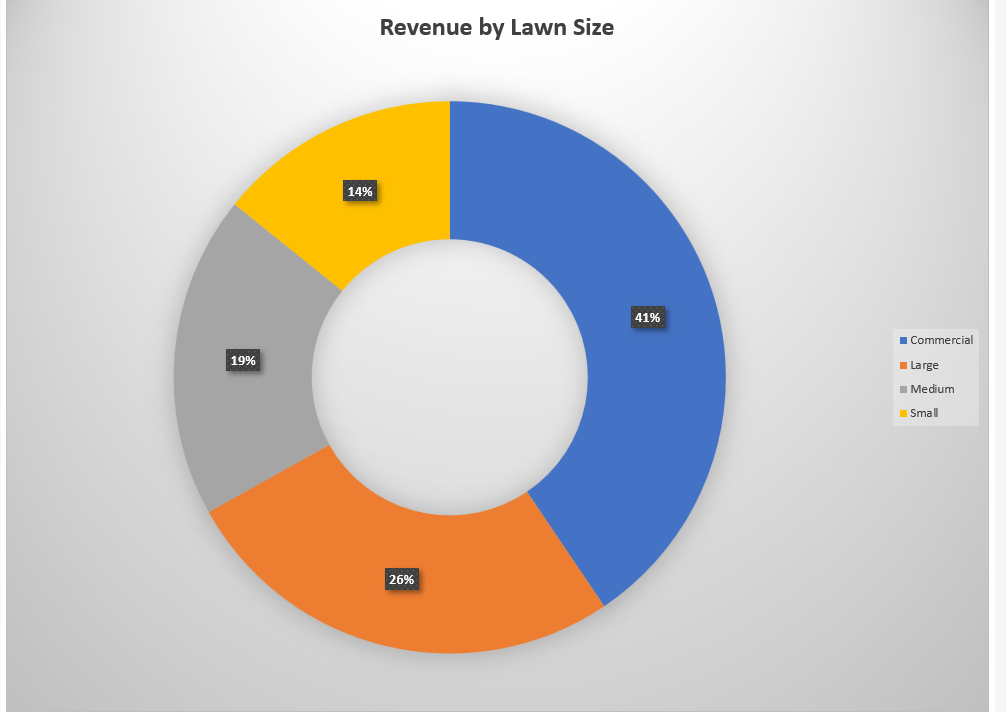 Revenue by Lawn Size
14%
41%
19%
26%
Commercial
Large
Medium
Small